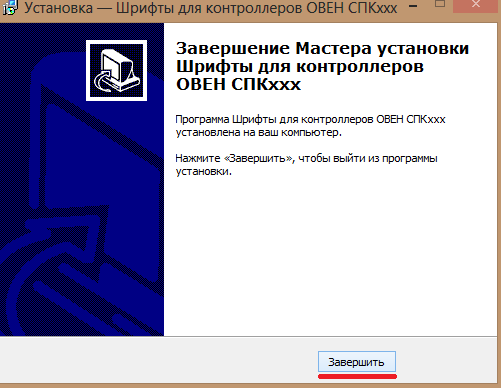 Установка — Шрифты для контроллеров ОВЕН СПКxxx
Завершение Мастера установки
Шрифты для контроллеров
ОВЕН СПКxxx
Программа Шрифты для контроллеров ОВЕН СПКxxx
установлена на ваш компьютер.
Нажмите «Завершить», чтобы выйти из программы
установки.
Завершить